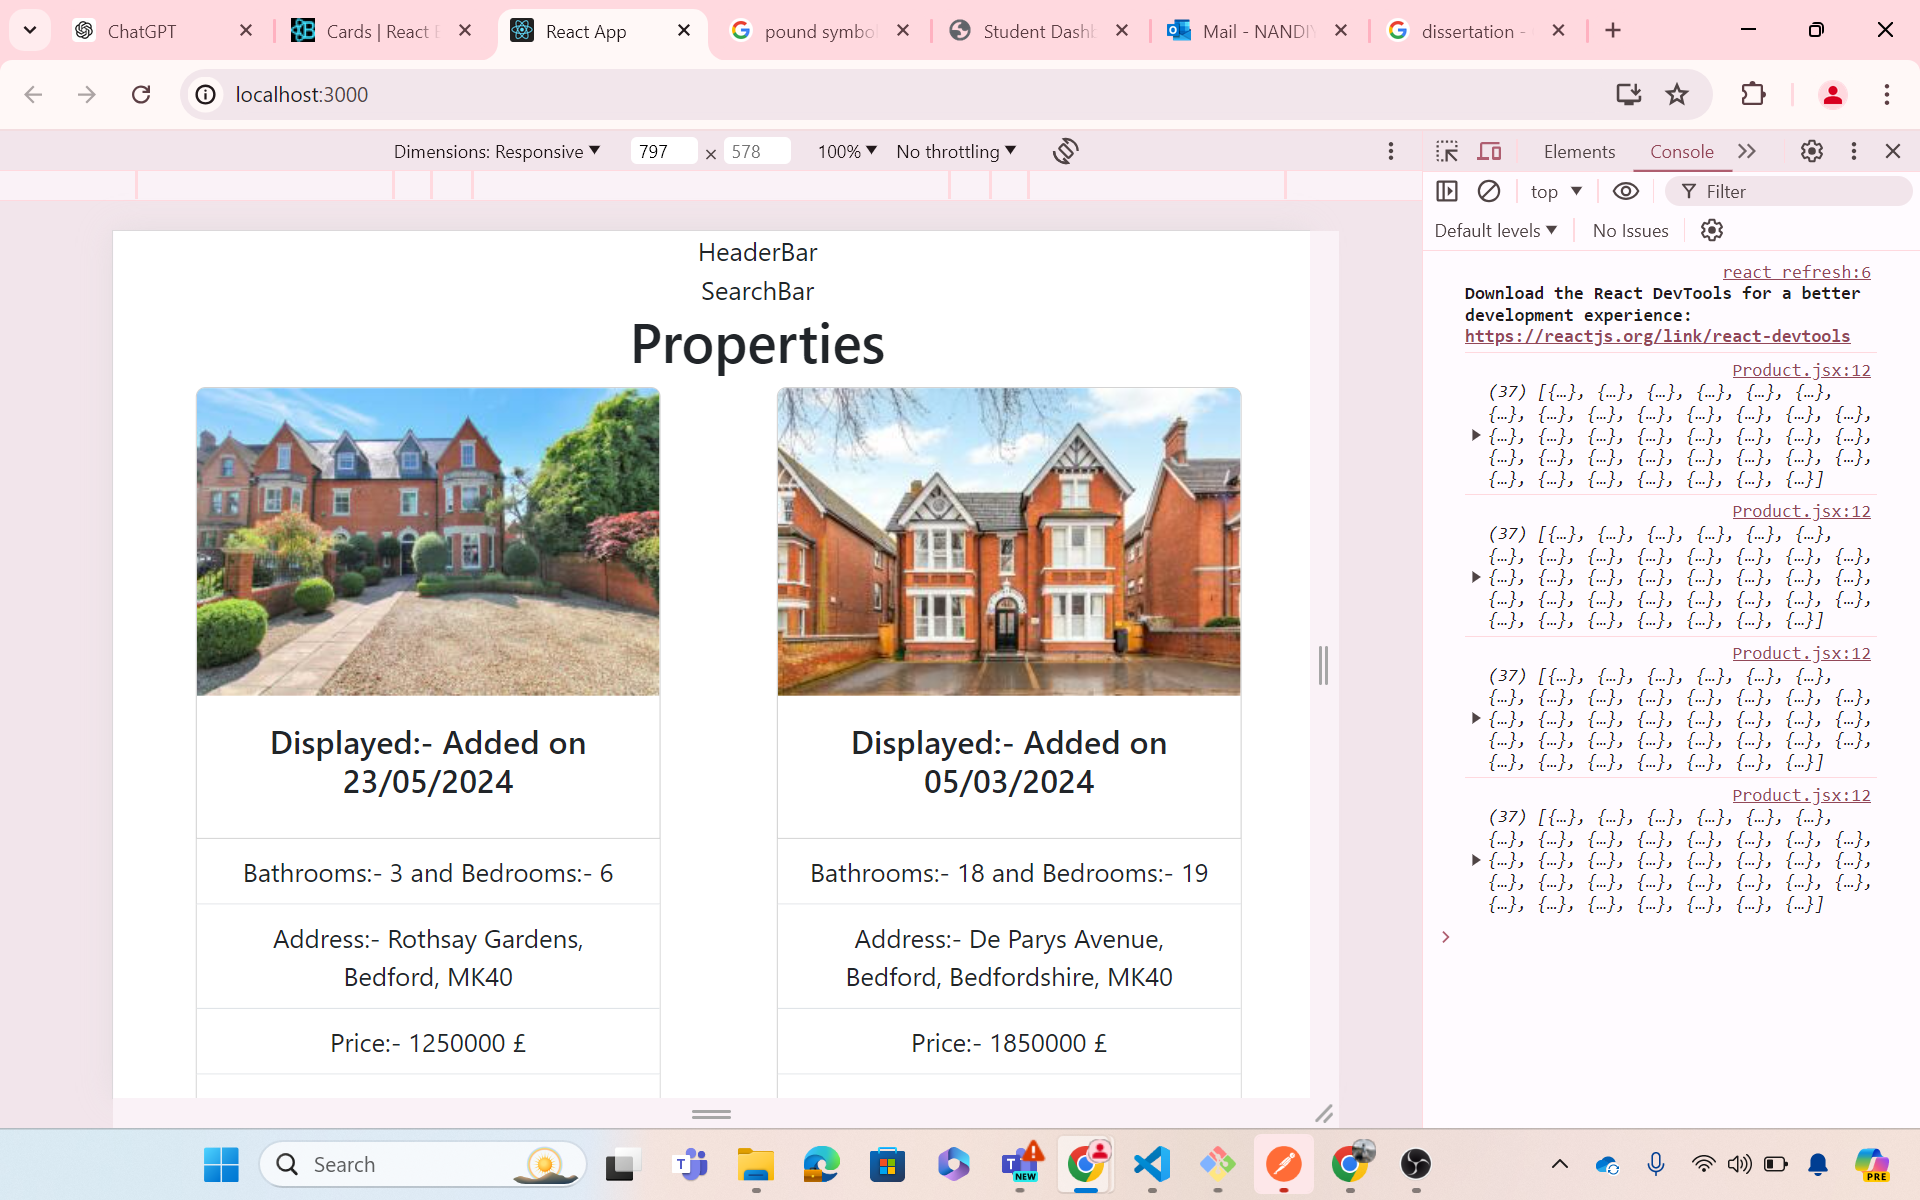 ChatGPT
Cards | React B
React App
pound symbo
Student Dashb
Mail - NANDI
dissertation -
localhost:3000
Dimensions: Responsive
797 × 578
100%
No throttling
Elements
Console
top
Filter
Default levels
No Issues
HeaderBar
SearchBar
Properties
Displayed:- Added on
23/05/2024
Bathrooms:- 3 and Bedrooms:- 6
Address:- Rothsay Gardens,
Bedford, MK40
Price:- 1250000 £
Displayed:- Added on
05/03/2024
Bathrooms:- 18 and Bedrooms:- 19
Address:- De Parys Avenue,
Bedford, Bedfordshire, MK40
Price:- 1850000 £
react refresh:6
Download the React DevTools for a better
development experience:
https://reactjs.org/link/react-devtools
Product.jsx:12
(37) [{…}, {…}, {…}, {…}, {…}, {…},
{…}, {…}, {…}, {…}, {…}, {…}, {…}, {…},
{…}, {…}, {…}, {…}, {…}, {…}, {…}, {…},
{…}, {…}, {…}, {…}, {…}, {…}, {…}, {…},
{…}, {…}, {…}, {…}, {…}, {…}, {…}]
Product.jsx:12
(37) [{…}, {…}, {…}, {…}, {…}, {…},
{…}, {…}, {…}, {…}, {…}, {…}, {…}, {…},
{…}, {…}, {…}, {…}, {…}, {…}, {…}, {…},
{…}, {…}, {…}, {…}, {…}, {…}, {…}, {…},
{…}, {…}, {…}, {…}, {…}, {…}, {…}]
Product.jsx:12
(37) [{…}, {…}, {…}, {…}, {…}, {…},
{…}, {…}, {…}, {…}, {…}, {…}, {…}, {…},
{…}, {…}, {…}, {…}, {…}, {…}, {…}, {…},
{…}, {…}, {…}, {…}, {…}, {…}, {…}, {…},
{…}, {…}, {…}, {…}, {…}, {…}, {…}]
Product.jsx:12
(37) [{…}, {…}, {…}, {…}, {…}, {…},
{…}, {…}, {…}, {…}, {…}, {…}, {…}, {…},
{…}, {…}, {…}, {…}, {…}, {…}, {…}, {…},
{…}, {…}, {…}, {…}, {…}, {…}, {…}, {…},
{…}, {…}, {…}, {…}, {…}, {…}, {…}]
Search
NEW
PRE